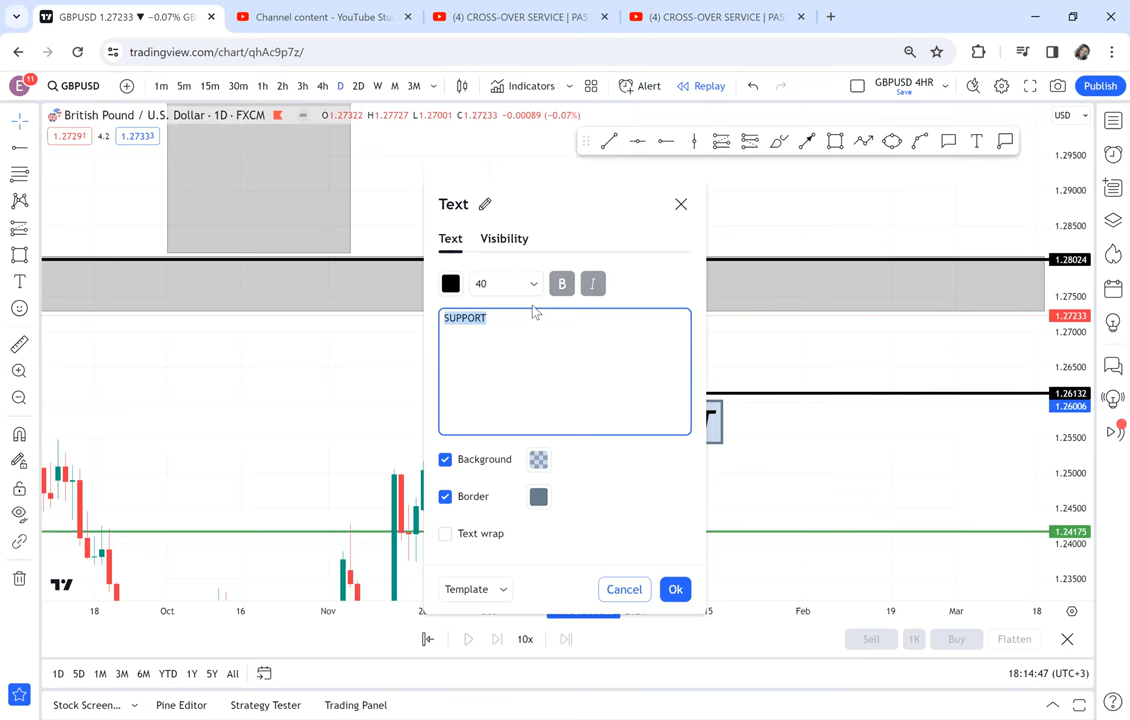 GBPUSD 1.27233 ▼ −0.07% GB
Channel content - YouTube Stu
(4) CROSS-OVER SERVICE | PAS
(4) CROSS-OVER SERVICE | PAS
tradingview.com/chart/qhAc9p7z/
E
11
GBPUSD
1m 5m 15m 30m 1h 2h 3h 4h D 2D W M 3M
Indicators
Alert
Replay
GBPUSD 4HR
Save
Publish
British Pound / U.S. Dollar · 1D · FXCM
O1.27322 H1.27727 L1.27001 C1.27233 −0.00089 (−0.07%)
USD
1.27291 4.2 1.27333
1.29500
1.29000
1.28500
1.28024
1.27500
1.27233
1.27000
1.26500
1.26132
1.26006
1.25500
1.25000
1.24500
1.24175
1.24000
1.23500
Text
Text
Visibility
40
B
I
SUPPORT
Background
Border
Text wrap
Template
Cancel
Ok
18 Oct 16 Nov 15 Feb 19 Mar 18
10x
Sell 1K Buy Flatten
1D 5D 1M 3M 6M YTD 1Y 5Y All
18:14:47 (UTC+3)
Stock Screen...
Pine Editor
Strategy Tester
Trading Panel